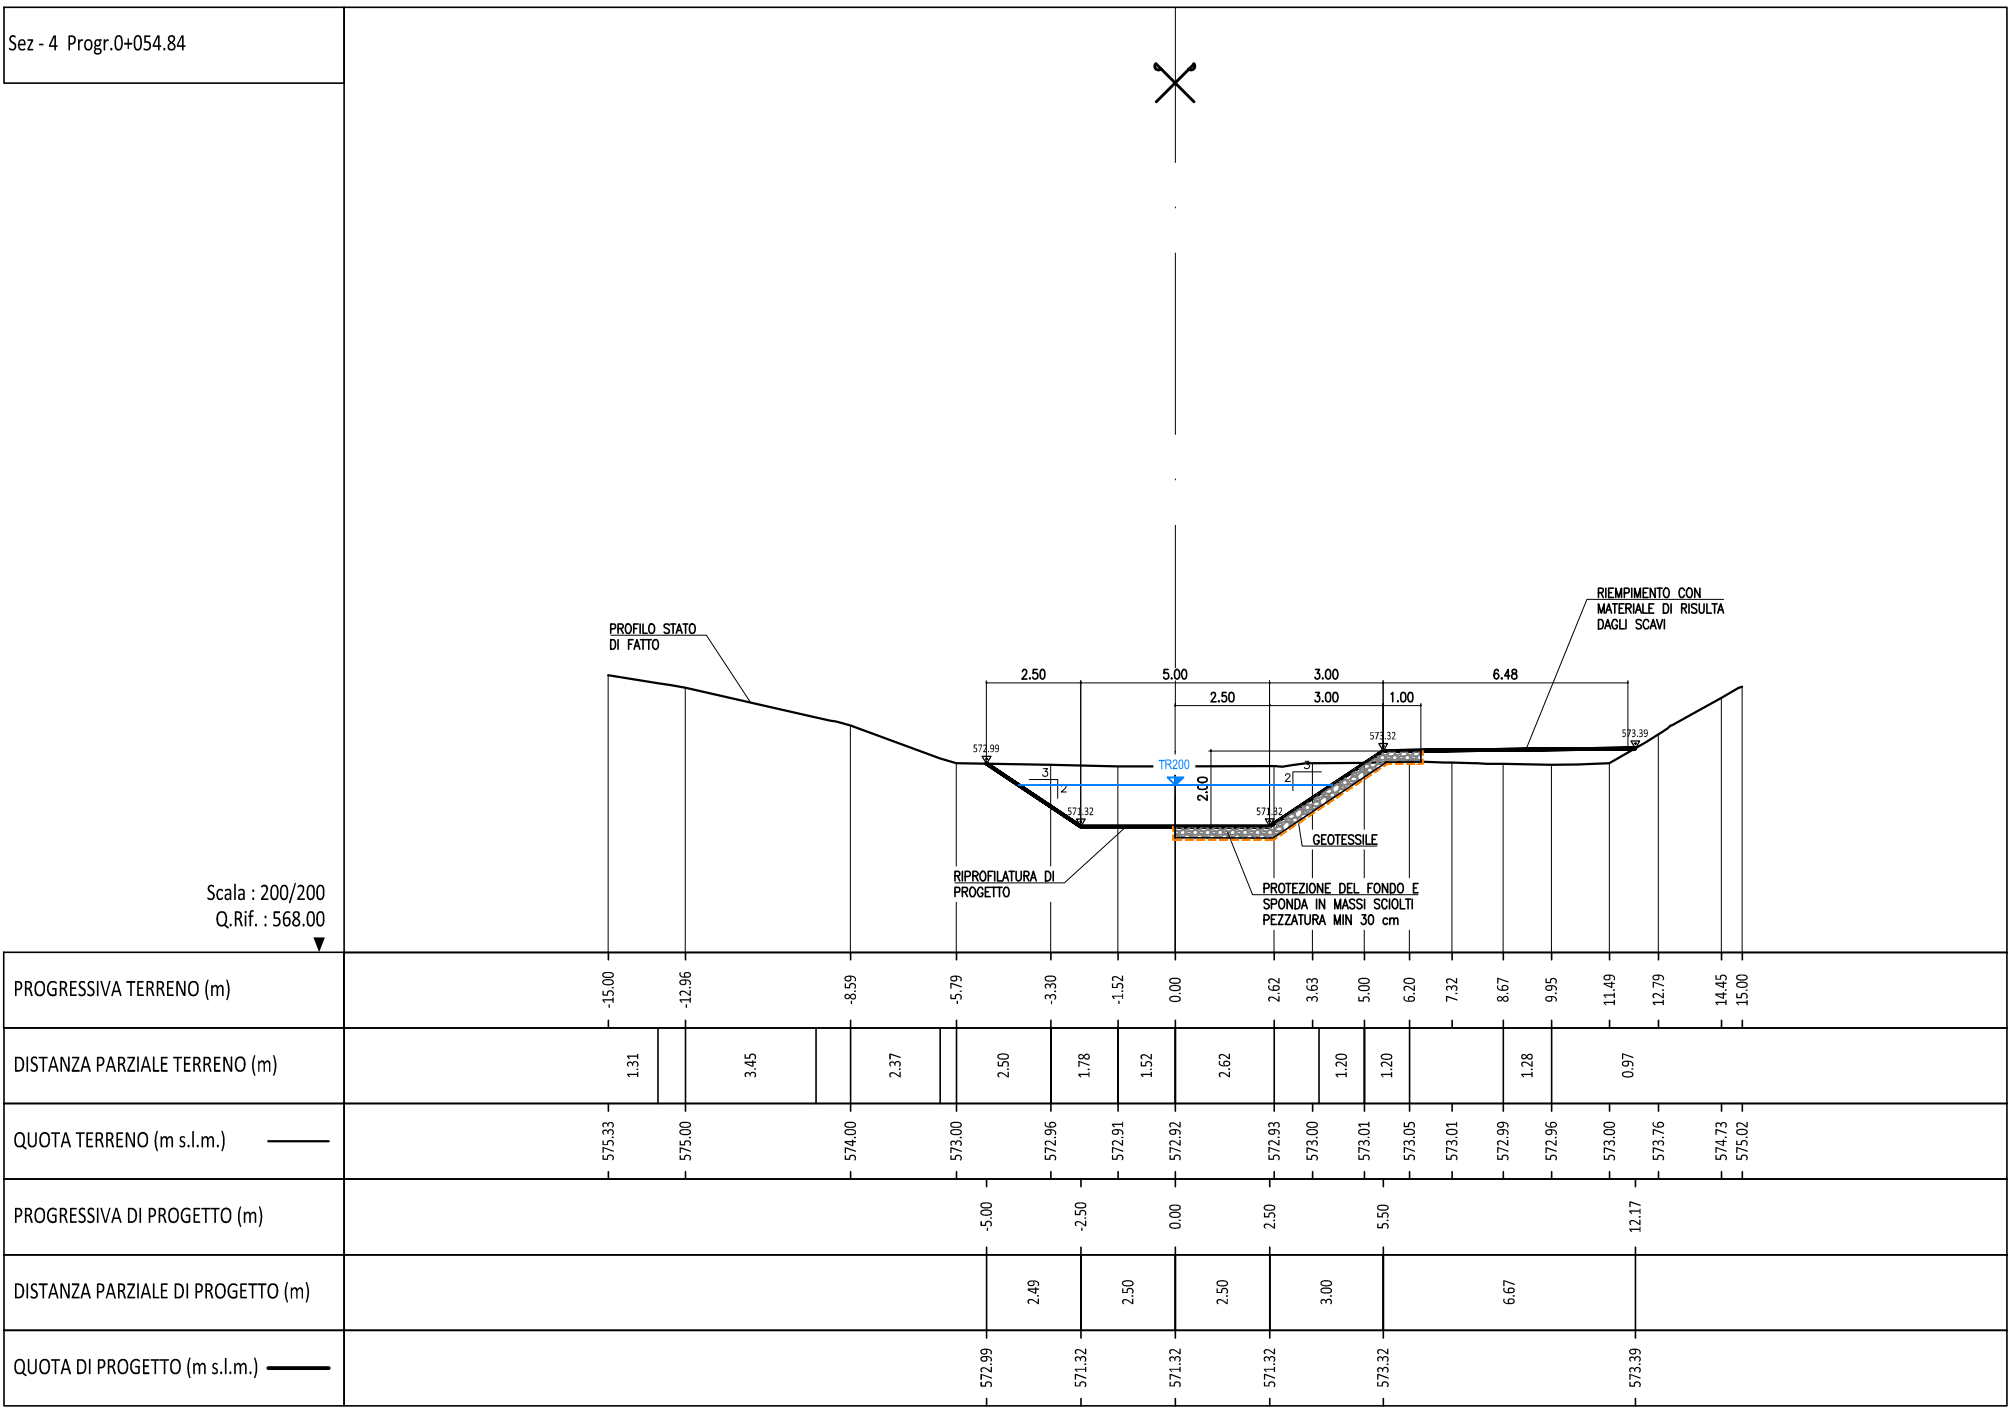 Sez - 4 Progr.0+054.84
RIEMPIMENTO CON
MATERIALE DI RISULTA
DAGLI SCAVI
PROFILO STATO
DI FATTO
2.50 5.00 3.00 6.48
2.50 3.00 1.00
573.32 573.39
572.99
TR200
3 3
2 2
2.00
571.32 571.32
GEOTESSILE
RIPROFILATURA DI
PROGETTO
PROTEZIONE DEL FONDO E
SPONDA IN MASSI SCIOLTI
PEZZATURA MIN 30 cm
Scala : 200/200
Q.Rif. : 568.00
PROGRESSIVA TERRENO (m) -15.00 -12.96 -8.59 -5.79 -3.30 -1.52 0.00 2.62 3.63 5.00 6.20 7.32 8.67 9.95 11.49 12.79 14.45 15.00
DISTANZA PARZIALE TERRENO (m) 1.31 3.45 2.37 2.50 1.78 1.52 2.62 1.20 1.20 1.28 0.97
QUOTA TERRENO (m s.l.m.) 575.33 575.00 574.00 573.00 572.96 572.91 572.92 572.93 573.00 573.01 573.05 573.01 572.99 572.96 573.00 573.76 574.73 575.02
PROGRESSIVA DI PROGETTO (m) -5.00 -2.50 0.00 2.50 5.50 12.17
DISTANZA PARZIALE DI PROGETTO (m) 2.49 2.50 2.50 3.00 6.67
QUOTA DI PROGETTO (m s.l.m.) 572.99 571.32 571.32 571.32 573.32 573.39